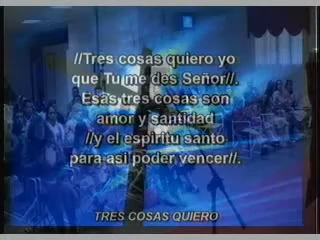 //Tres cosas quiero yo
que Tu me des Señor//.
Esas tres cosas son
amor y santidad
//y el espiritu santo
para asi poder vencer//.
TRES COSAS QUIERO